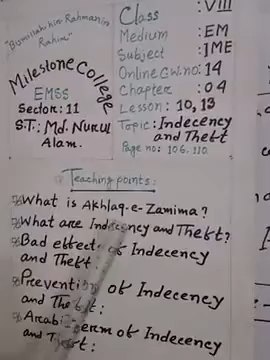 "Bismillahir Rahmanir
Rahim"
Milestone College
EMSS
Sector: 11
S.T: Md. Nurul
Alam.
Class : VIII
Medium : EM
Subject : IME
Online C.W.no: 14
Chapter : 04
Lesson: 10, 13
Topic: Indecency
and Theft
Page no: 106. 110
Teaching points:
What is Akhlaq-e-Zamima?
What are Indecency and Theft?
Bad effects of Indecency
and Theft:
Prevention of Indecency
and Theft:
Arabic term of Indecency
and Theft: